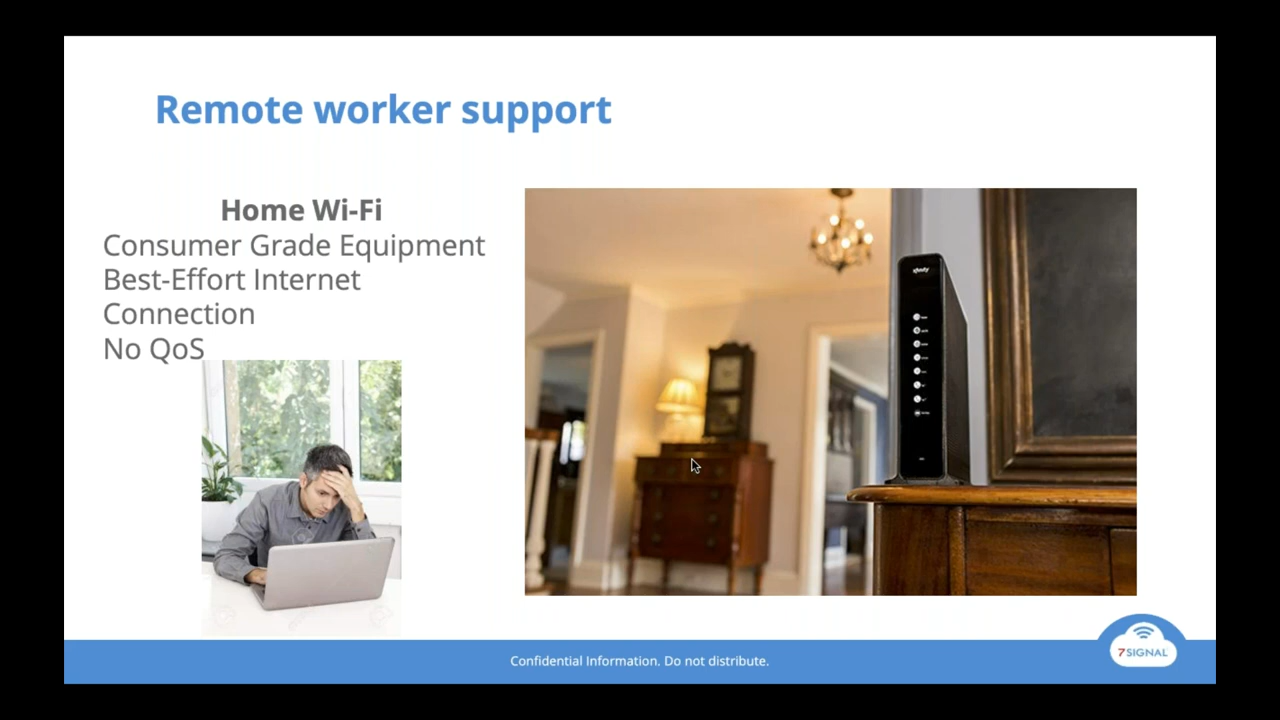 Remote worker support
Home Wi-Fi
Consumer Grade Equipment
Best-Effort Internet
Connection
No QoS
xfinity
Confidential Information. Do not distribute.
7SIGNAL